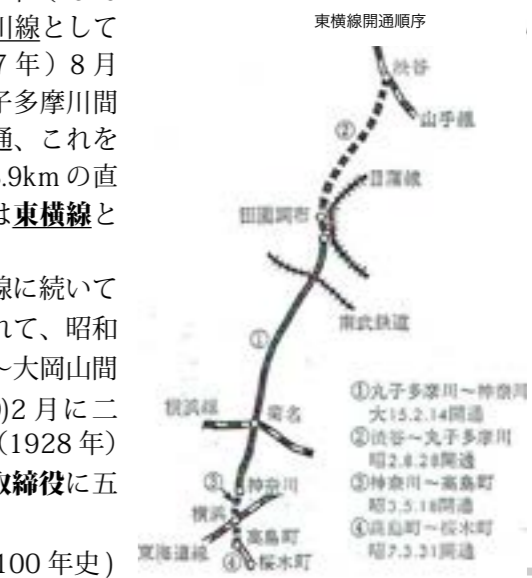 川線として
7 年）8 月
子多摩川間
通、これを
.9km の直
は東横線と
線に続いて
れて、昭和
～大岡山間
)2 月に二
（1928 年）
取締役に五
100 年史）
東横線開通順序
渋谷
山手線
②
目蒲線
田園調布
南武鉄道
①
横浜線
菊名
③
神奈川
横浜
高島町
東海道線
④
桜木町
①丸子多摩川～神奈川
大15.2.14開通
②渋谷～丸子多摩川
昭2.8.28開通
③神奈川～高島町
昭3.5.18開通
④高島町～桜木町
昭7.3.31開通